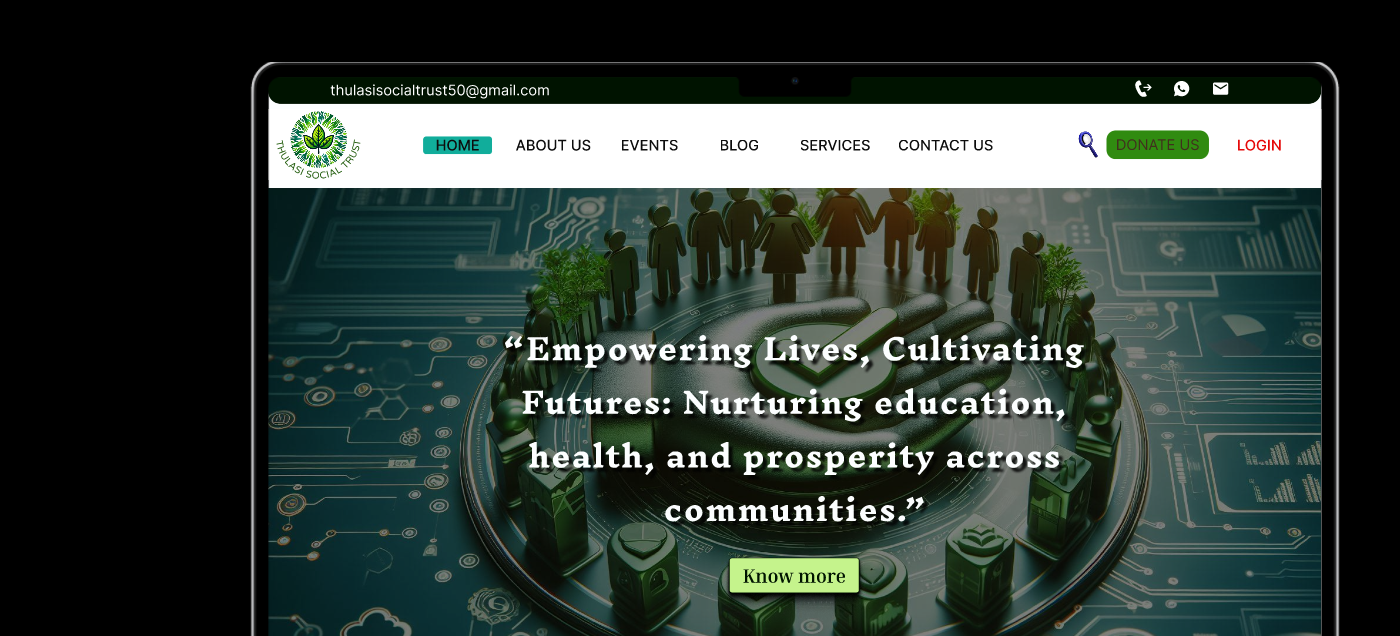 thulasisocialtrust50@gmail.com
THULASI SOCIAL TRUST
HOME
ABOUT US
EVENTS
BLOG
SERVICES
CONTACT US
DONATE US
LOGIN
“Empowering Lives, Cultivating
Futures: Nurturing education,
health, and prosperity across
communities.”
Know more